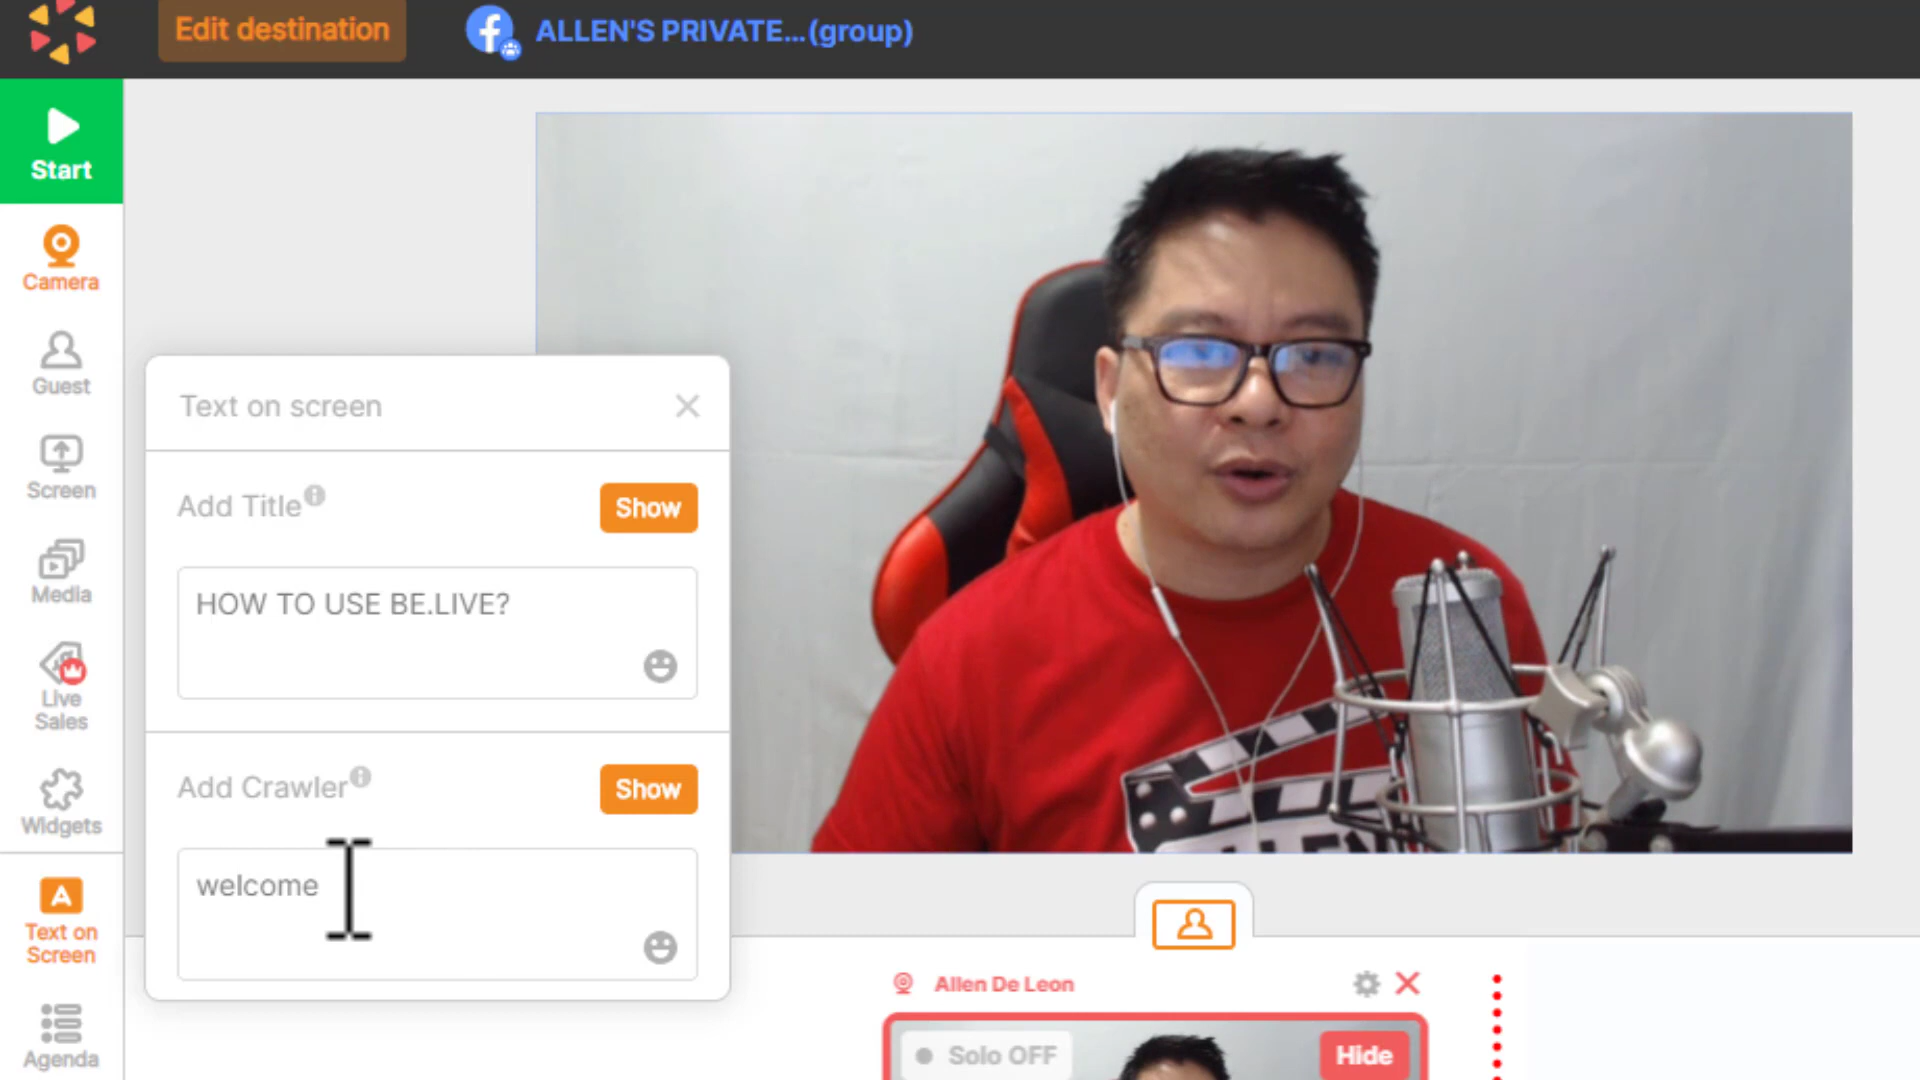 Edit destination
ALLEN'S PRIVATE...(group)
Start
Camera
Guest
Screen
Media
Live
Sales
Widgets
Text on
Screen
Agenda
Text on screen
Add Title
Show
HOW TO USE BE.LIVE?
Add Crawler
Show
welcome
Allen De Leon
Solo OFF
Hide